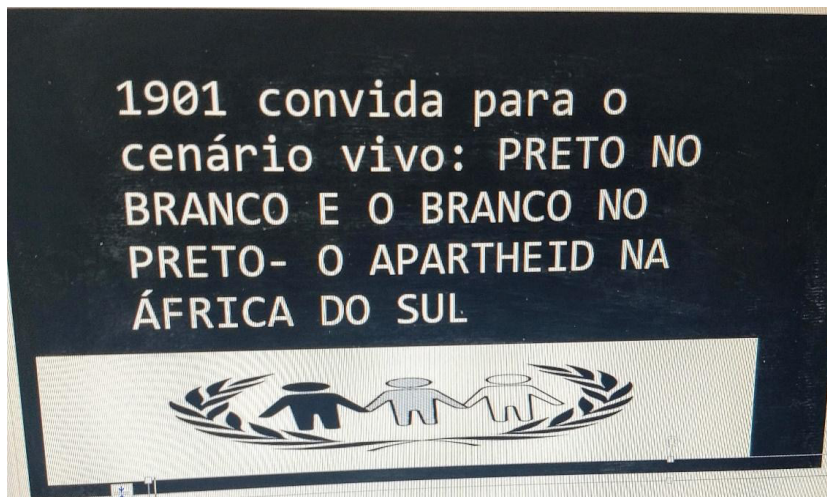 1901 convida para o
cenário vivo: PRETO NO
BRANCO E O BRANCO NO
PRETO- O APARTHEID NA
ÁFRICA DO SUL